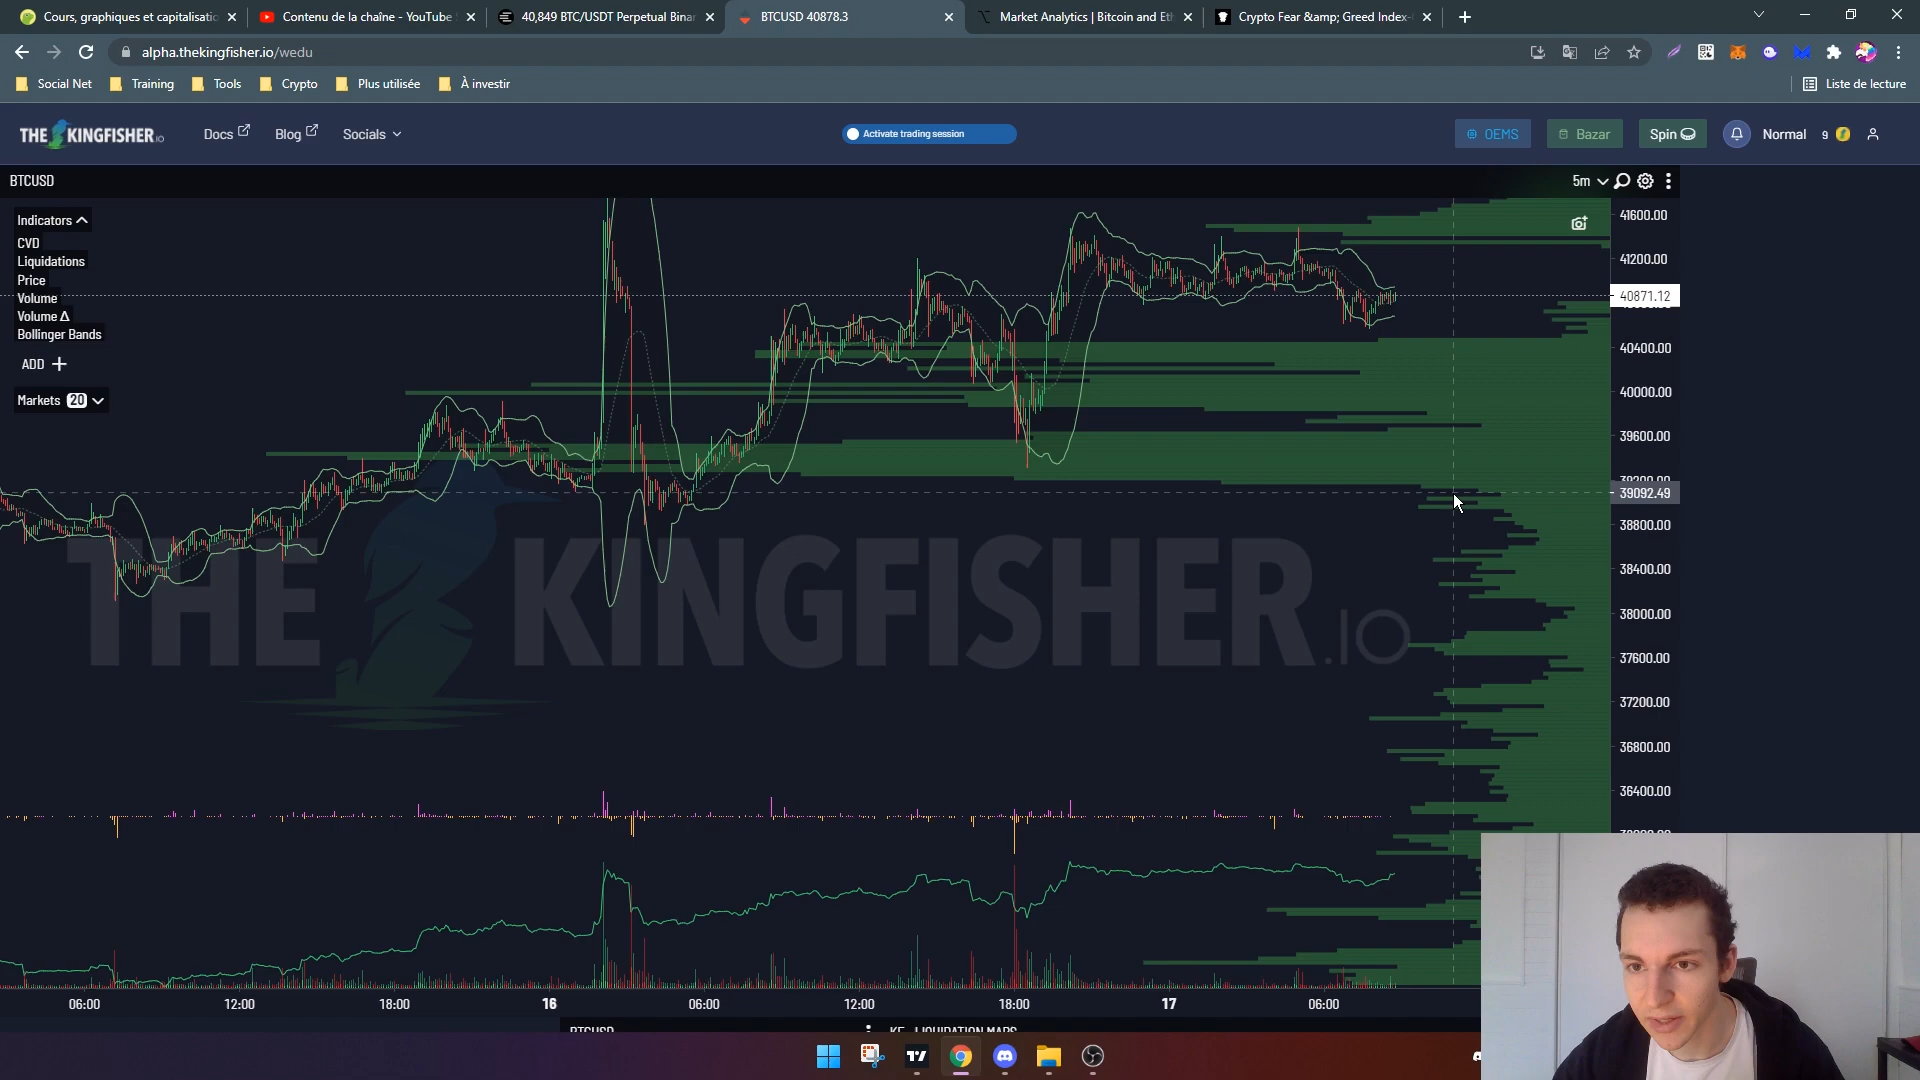 Cours, graphiques et capitalisatio
Contenu de la chaîne - YouTube S
40,849 BTC/USDT Perpetual Binan
BTCUSD 40878.3
Market Analytics | Bitcoin and Eth
Crypto Fear &amp; Greed Index-
alpha.thekingfisher.io/wedu
Social Net
Training
Tools
Crypto
Plus utilisée
À investir
Liste de lecture
THE KINGFISHER.IO
Docs
Blog
Socials
Activate trading session
OEMS
Bazar
Spin
Normal
9
BTCUSD
5m
Indicators
CVD
Liquidations
Price
Volume
Volume Δ
Bollinger Bands
ADD
Markets 20
41600.00
41200.00
40871.12
40400.00
40000.00
39600.00
39092.49
38800.00
38400.00
38000.00
37600.00
37200.00
36800.00
36400.00
THE KINGFISHER.IO
06:00
12:00
18:00
16
06:00
12:00
18:00
17
06:00
BTCUSD
KF - LIQUIDATION MAPS